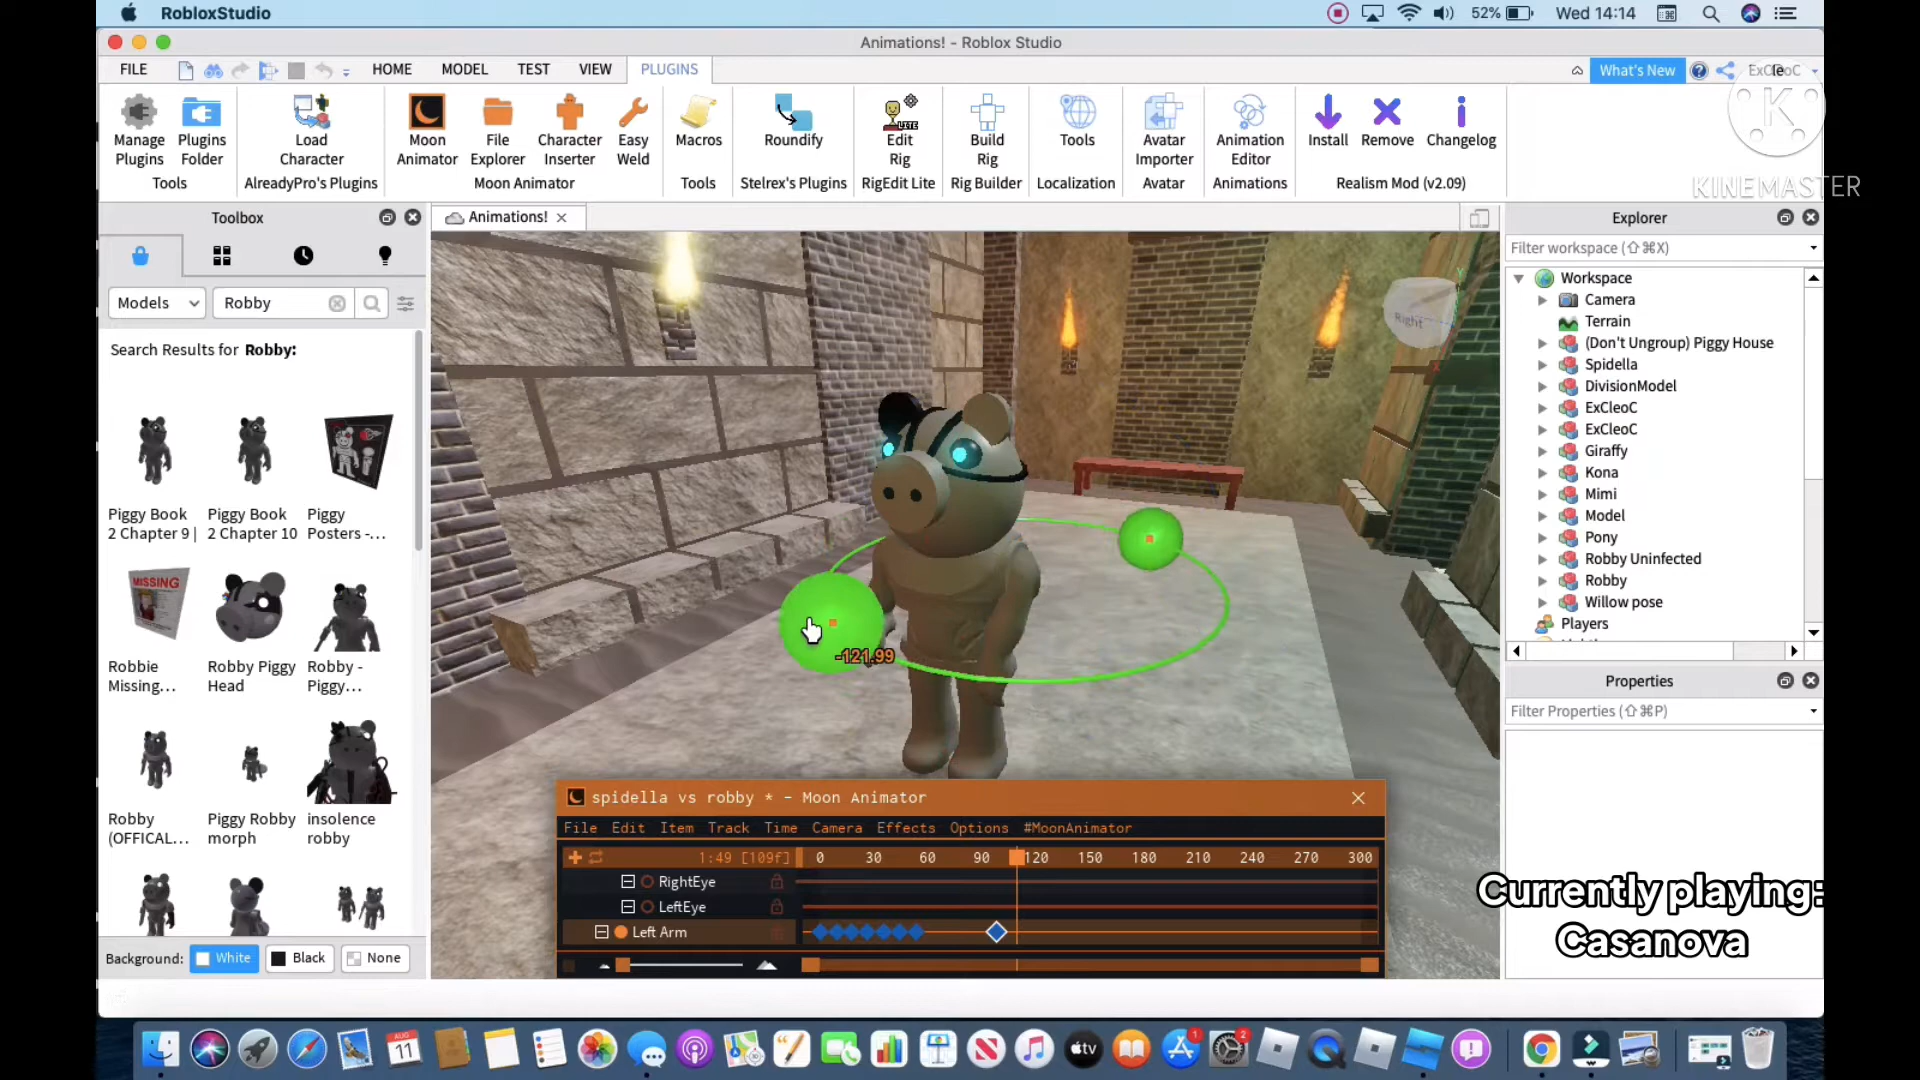 RobloxStudio
52%
Wed 14:14
Animations! - Roblox Studio
FILE
HOME
MODEL
TEST
VIEW
PLUGINS
What's New
ExCleoC
Manage Plugins
Plugins Folder
Load Character
Moon Animator
File Explorer
Character Inserter
Easy Weld
Macros
Roundify
LITE
Edit Rig
Build Rig
Tools
Avatar Importer
Animation Editor
Install
Remove
Changelog
Tools
AlreadyPro's Plugins
Moon Animator
Tools
Stelrex's Plugins
RigEdit Lite
Rig Builder
Localization
Avatar
Animations
Realism Mod (v2.09)
K
KINEMASTER
Toolbox
Models
Robby
Search Results for Robby:
Piggy Book 2 Chapter 9 |
Piggy Book 2 Chapter 10
Piggy Posters -...
MISSING
Robbie Missing...
Robby Piggy Head
Robby - Piggy...
Robby (OFFICAL...
Piggy Robby morph
insolence robby
Background:
White
Black
None
Animations!
Right
Y
X
-121.99
spidella vs robby * - Moon Animator
File Edit Item Track Time Camera Effects Options #MoonAnimator
1:49 [109f]
0 30 60 90 120 150 180 210 240 270 300
RightEye
LeftEye
Left Arm
Explorer
Filter workspace (⇧⌘X)
Workspace
Camera
Terrain
(Don't Ungroup) Piggy House
Spidella
DivisionModel
ExCleoC
ExCleoC
Giraffy
Kona
Mimi
Model
Pony
Robby Uninfected
Robby
Willow pose
Players
Properties
Filter Properties (⇧⌘P)
Currently playing:
Casanova
AUG
11
tv
1
2